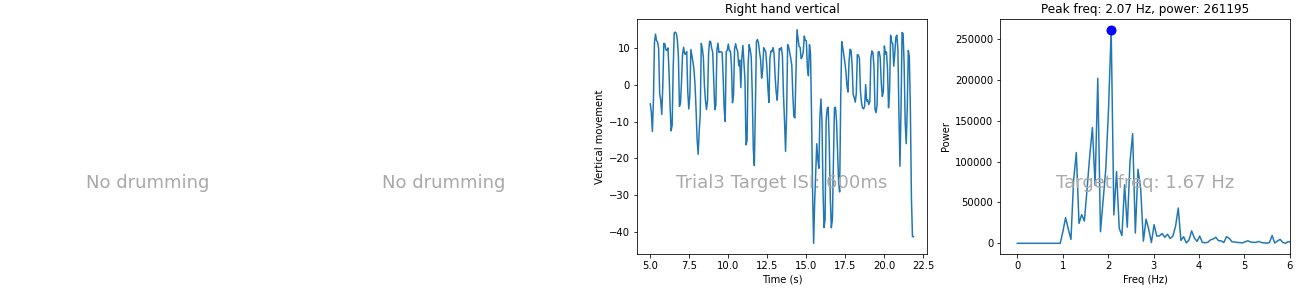 No drumming
No drumming
Right hand vertical
Vertical movement
10
0
−10
−20
−30
−40
Trial3 Target ISI: 600ms
5.0 7.5 10.0 12.5 15.0 17.5 20.0 22.5
Time (s)
Peak freq: 2.07 Hz, power: 261195
Power
250000
200000
150000
100000
50000
0
Target freq: 1.67 Hz
0 1 2 3 4 5 6
Freq (Hz)